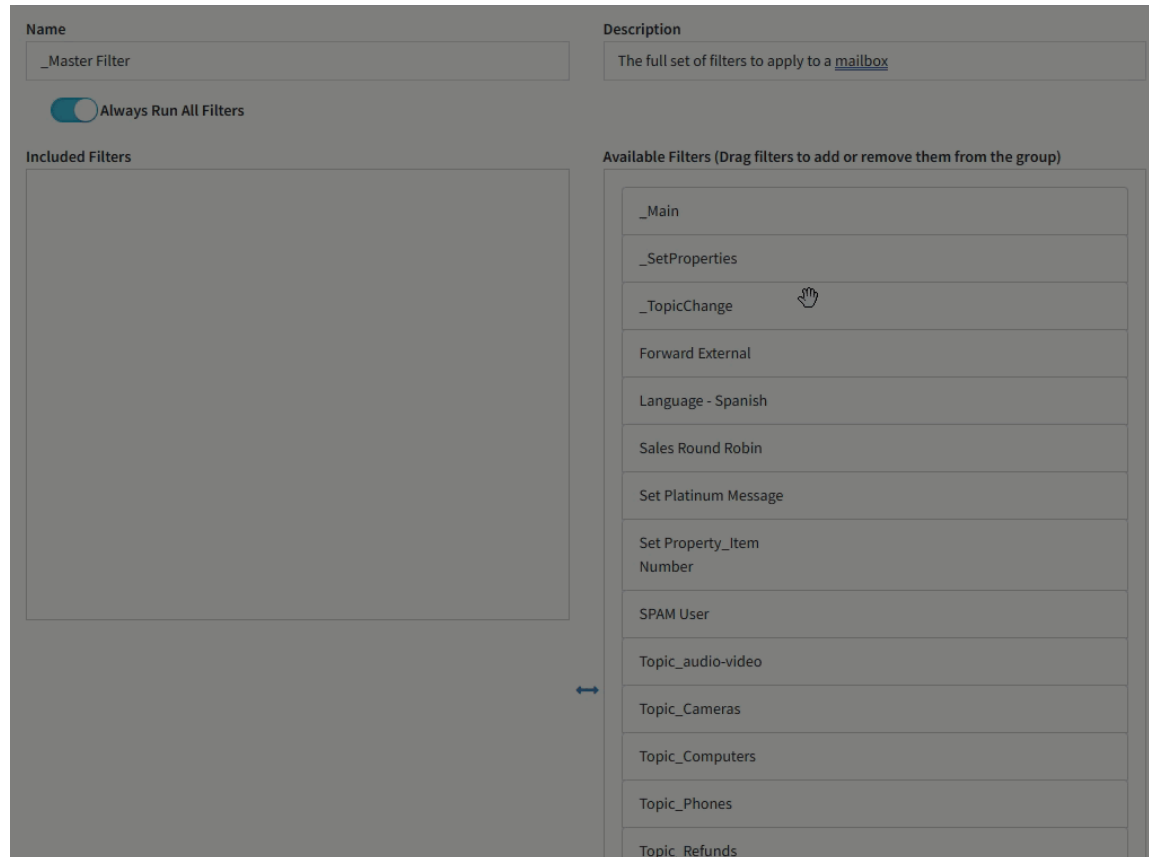 Name
_Master Filter
Always Run All Filters
Description
The full set of filters to apply to a mailbox
Included Filters
Available Filters (Drag filters to add or remove them from the group)
_Main
_SetProperties
_TopicChange
Forward External
Language - Spanish
Sales Round Robin
Set Platinum Message
Set Property_Item
Number
SPAM User
Topic_audio-video
Topic_Cameras
Topic_Computers
Topic_Phones
Topic_Refunds